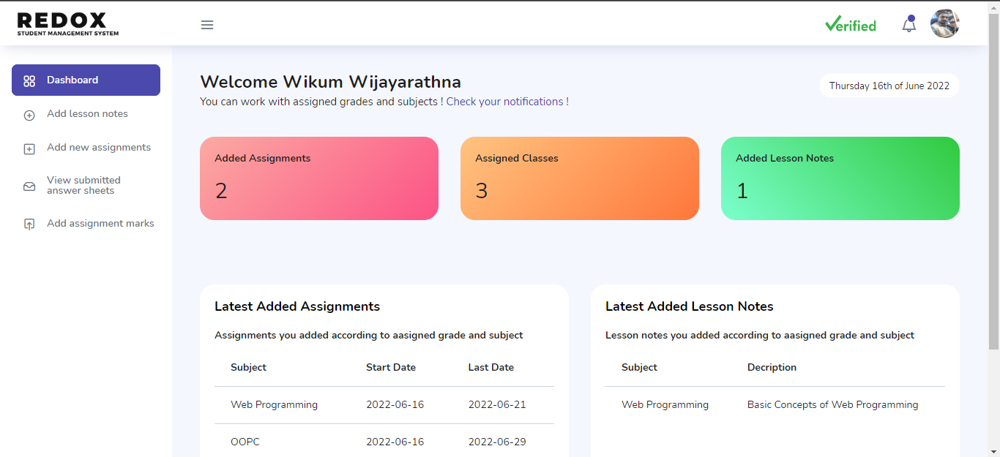 REDOX
STUDENT MANAGEMENT SYSTEM
Verified
Dashboard
Add lesson notes
Add new assignments
View submitted
answer sheets
Add assignment marks
Welcome Wikum Wijayarathna
Thursday 16th of June 2022
You can work with assigned grades and subjects ! Check your notifications !
Added Assignments
2
Assigned Classes
3
Added Lesson Notes
1
Latest Added Assignments
Assignments you added according to aasigned grade and subject
Subject Start Date Last Date
Web Programming 2022-06-16 2022-06-21
OOPC 2022-06-16 2022-06-29
Latest Added Lesson Notes
Lesson notes you added according to aasigned grade and subject
Subject Decription
Web Programming Basic Concepts of Web Programming